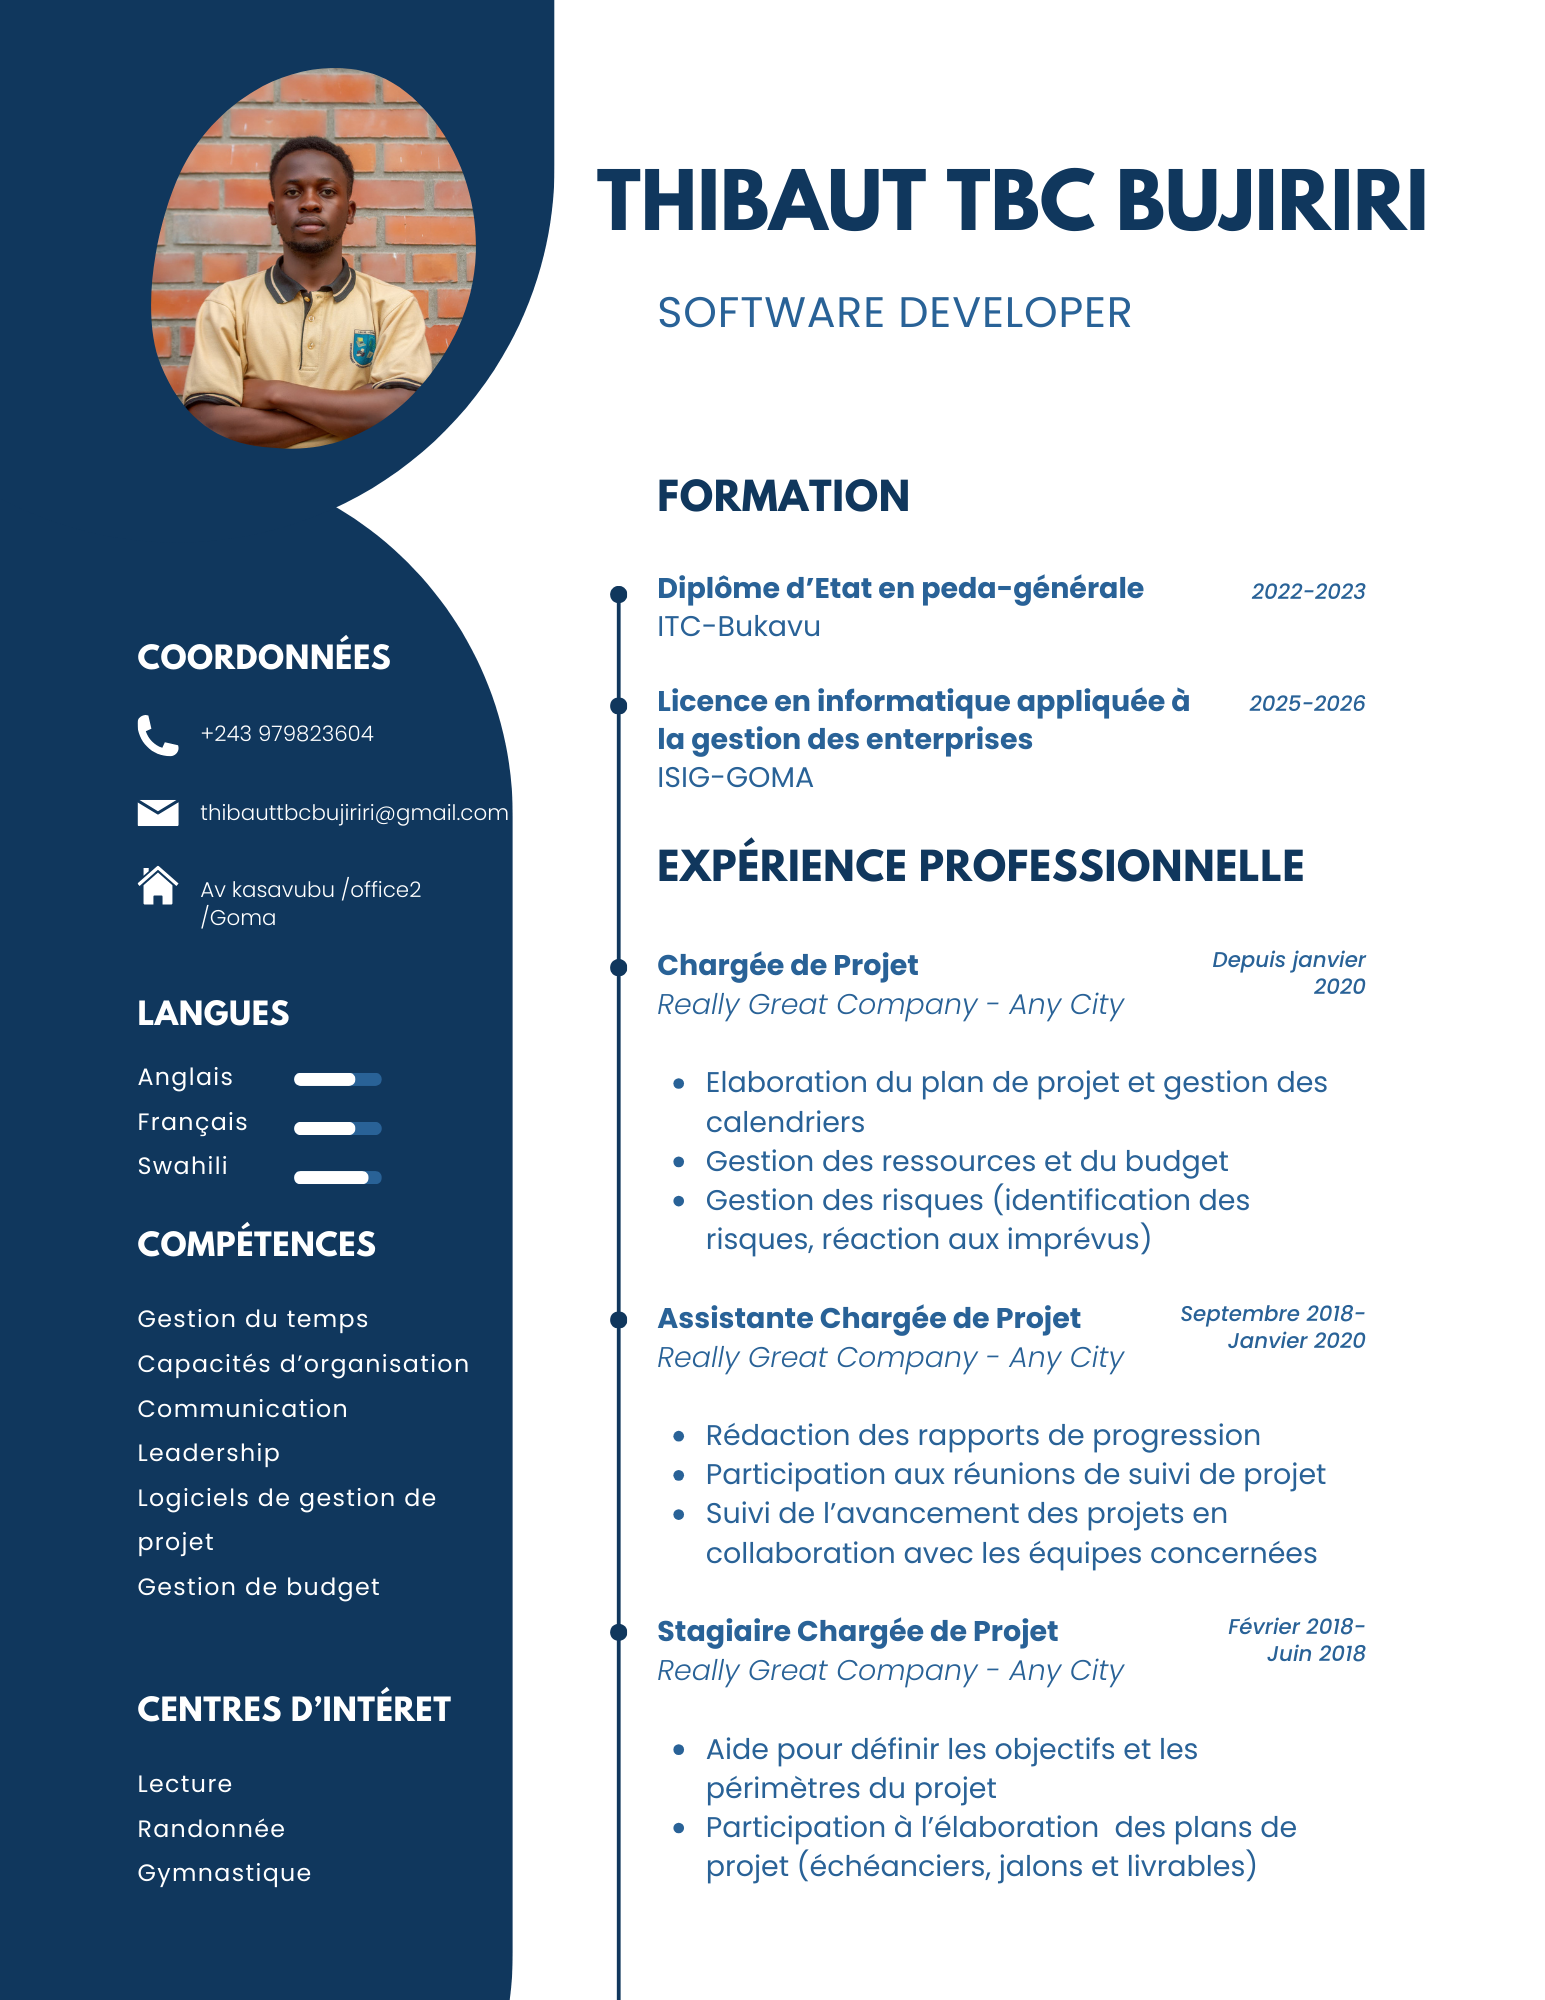 THIBAUT TBC BUJIRIRI
SOFTWARE DEVELOPER
COORDONNÉES
+243 979823604
thibauttbcbujiriri@gmail.com
Av kasavubu /office2
/Goma
LANGUES
Anglais
Français
Swahili
COMPÉTENCES
Gestion du temps
Capacités d’organisation
Communication
Leadership
Logiciels de gestion de
projet
Gestion de budget
CENTRES D’INTÉRET
Lecture
Randonnée
Gymnastique
FORMATION
Diplôme d’Etat en peda-générale
2022-2023
ITC-Bukavu
Licence en informatique appliquée à
la gestion des enterprises
2025-2026
ISIG-GOMA
EXPÉRIENCE PROFESSIONNELLE
Chargée de Projet
Depuis janvier
2020
Really Great Company - Any City
• Elaboration du plan de projet et gestion des
calendriers
• Gestion des ressources et du budget
• Gestion des risques (identification des
risques, réaction aux imprévus)
Assistante Chargée de Projet
Septembre 2018-
Janvier 2020
Really Great Company - Any City
• Rédaction des rapports de progression
• Participation aux réunions de suivi de projet
• Suivi de l’avancement des projets en
collaboration avec les équipes concernées
Stagiaire Chargée de Projet
Février 2018-
Juin 2018
Really Great Company - Any City
• Aide pour définir les objectifs et les
périmètres du projet
• Participation à l’élaboration  des plans de
projet (échéanciers, jalons et livrables)